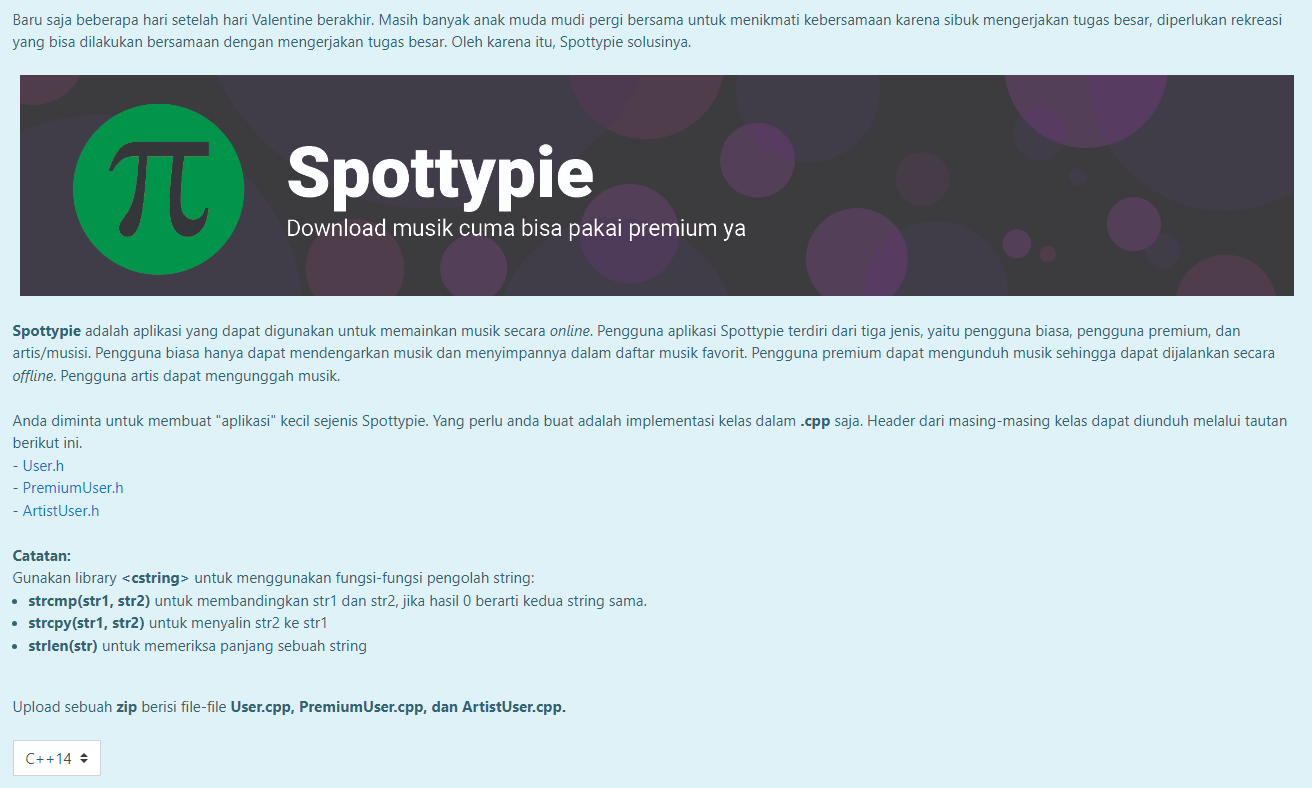 Baru saja beberapa hari setelah hari Valentine berakhir. Masih banyak anak muda mudi pergi bersama untuk menikmati kebersamaan karena sibuk mengerjakan tugas besar, diperlukan rekreasi
yang bisa dilakukan bersamaan dengan mengerjakan tugas besar. Oleh karena itu, Spottypie solusinya.
π
Spottypie
Download musik cuma bisa pakai premium ya
Spottypie adalah aplikasi yang dapat digunakan untuk memainkan musik secara online. Pengguna aplikasi Spottypie terdiri dari tiga jenis, yaitu pengguna biasa, pengguna premium, dan
artis/musisi. Pengguna biasa hanya dapat mendengarkan musik dan menyimpannya dalam daftar musik favorit. Pengguna premium dapat mengunduh musik sehingga dapat dijalankan secara
offline. Pengguna artis dapat mengunggah musik.
Anda diminta untuk membuat "aplikasi" kecil sejenis Spottypie. Yang perlu anda buat adalah implementasi kelas dalam .cpp saja. Header dari masing-masing kelas dapat diunduh melalui tautan
berikut ini.
- User.h
- PremiumUser.h
- ArtistUser.h
Catatan:
Gunakan library <cstring> untuk menggunakan fungsi-fungsi pengolah string:
• strcmp(str1, str2) untuk membandingkan str1 dan str2, jika hasil 0 berarti kedua string sama.
• strcpy(str1, str2) untuk menyalin str2 ke str1
• strlen(str) untuk memeriksa panjang sebuah string
Upload sebuah zip berisi file-file User.cpp, PremiumUser.cpp, dan ArtistUser.cpp.
C++14